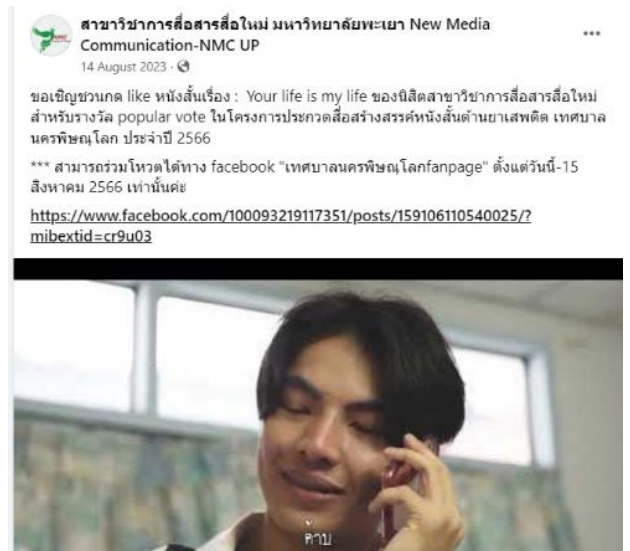 สาขาวิชาการสื่อสารสื่อใหม่ มหาวิทยาลัยพะเยา New Media
Communication-NMC UP
14 August 2023 ·
ขอเชิญชวนกด like หนังสั้นเรื่อง : Your life is my life ของนิสิตสาขาวิชาการสื่อสารสื่อใหม่
สำหรับรางวัล popular vote ในโครงการประกวดสื่อสร้างสรรค์หนังสั้นต้านยาเสพติด เทศบาล
นครพิษณุโลก ประจำปี 2566
*** สามารถร่วมโหวตได้ทาง facebook "เทศบาลนครพิษณุโลกfanpage" ตั้งแต่วันนี้-15
สิงหาคม 2566 เท่านั้นค่ะ
https://www.facebook.com/100093219117351/posts/159106110540025/?
mibextid=cr9u03
ค้าบ